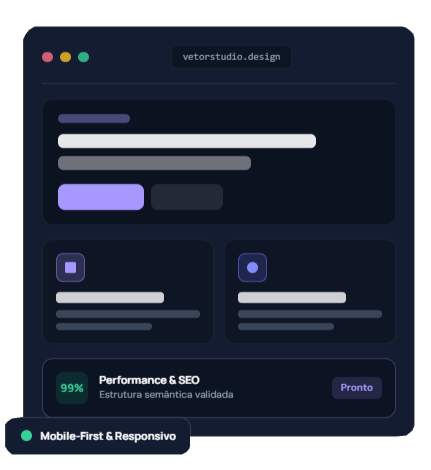 vetorstudio.design
99%
Performance & SEO
Estrutura semântica validada
Pronto
Mobile-First & Responsivo